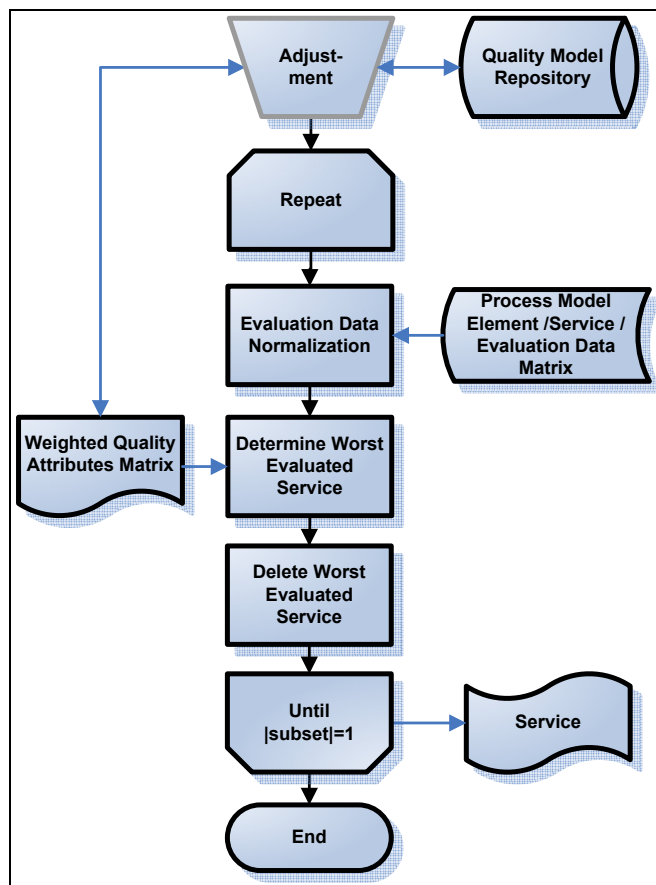 Adjust-
ment
Quality Model
Repository
Repeat
Evaluation Data
Normalization
Process Model
Element /Service /
Evaluation Data
Matrix
Weighted Quality
Attributes Matrix
Determine Worst
Evaluated
Service
Delete Worst
Evaluated
Service
Until
|subset|=1
Service
End